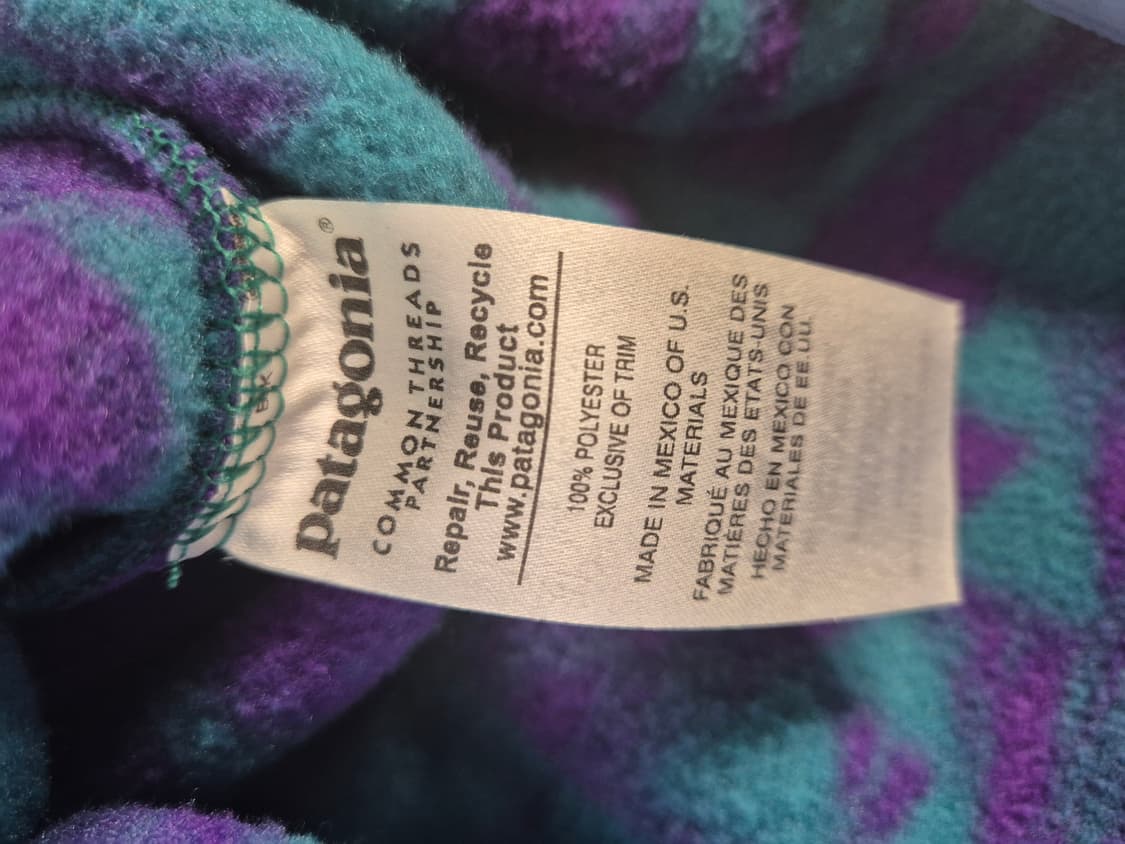 patagonia®
COMMON THREADS
PARTNERSHIP
Repair, Reuse, Recycle
This Product
www.patagonia.com
100% POLYESTER
EXCLUSIVE OF TRIM
MADE IN MEXICO OF U.S.
MATERIALS
FABRIQUÉ AU MEXIQUE DES
MATIÈRES DES ETATS-UNIS
HECHO EN MEXICO CON
MATERIALES DE EE.UU.